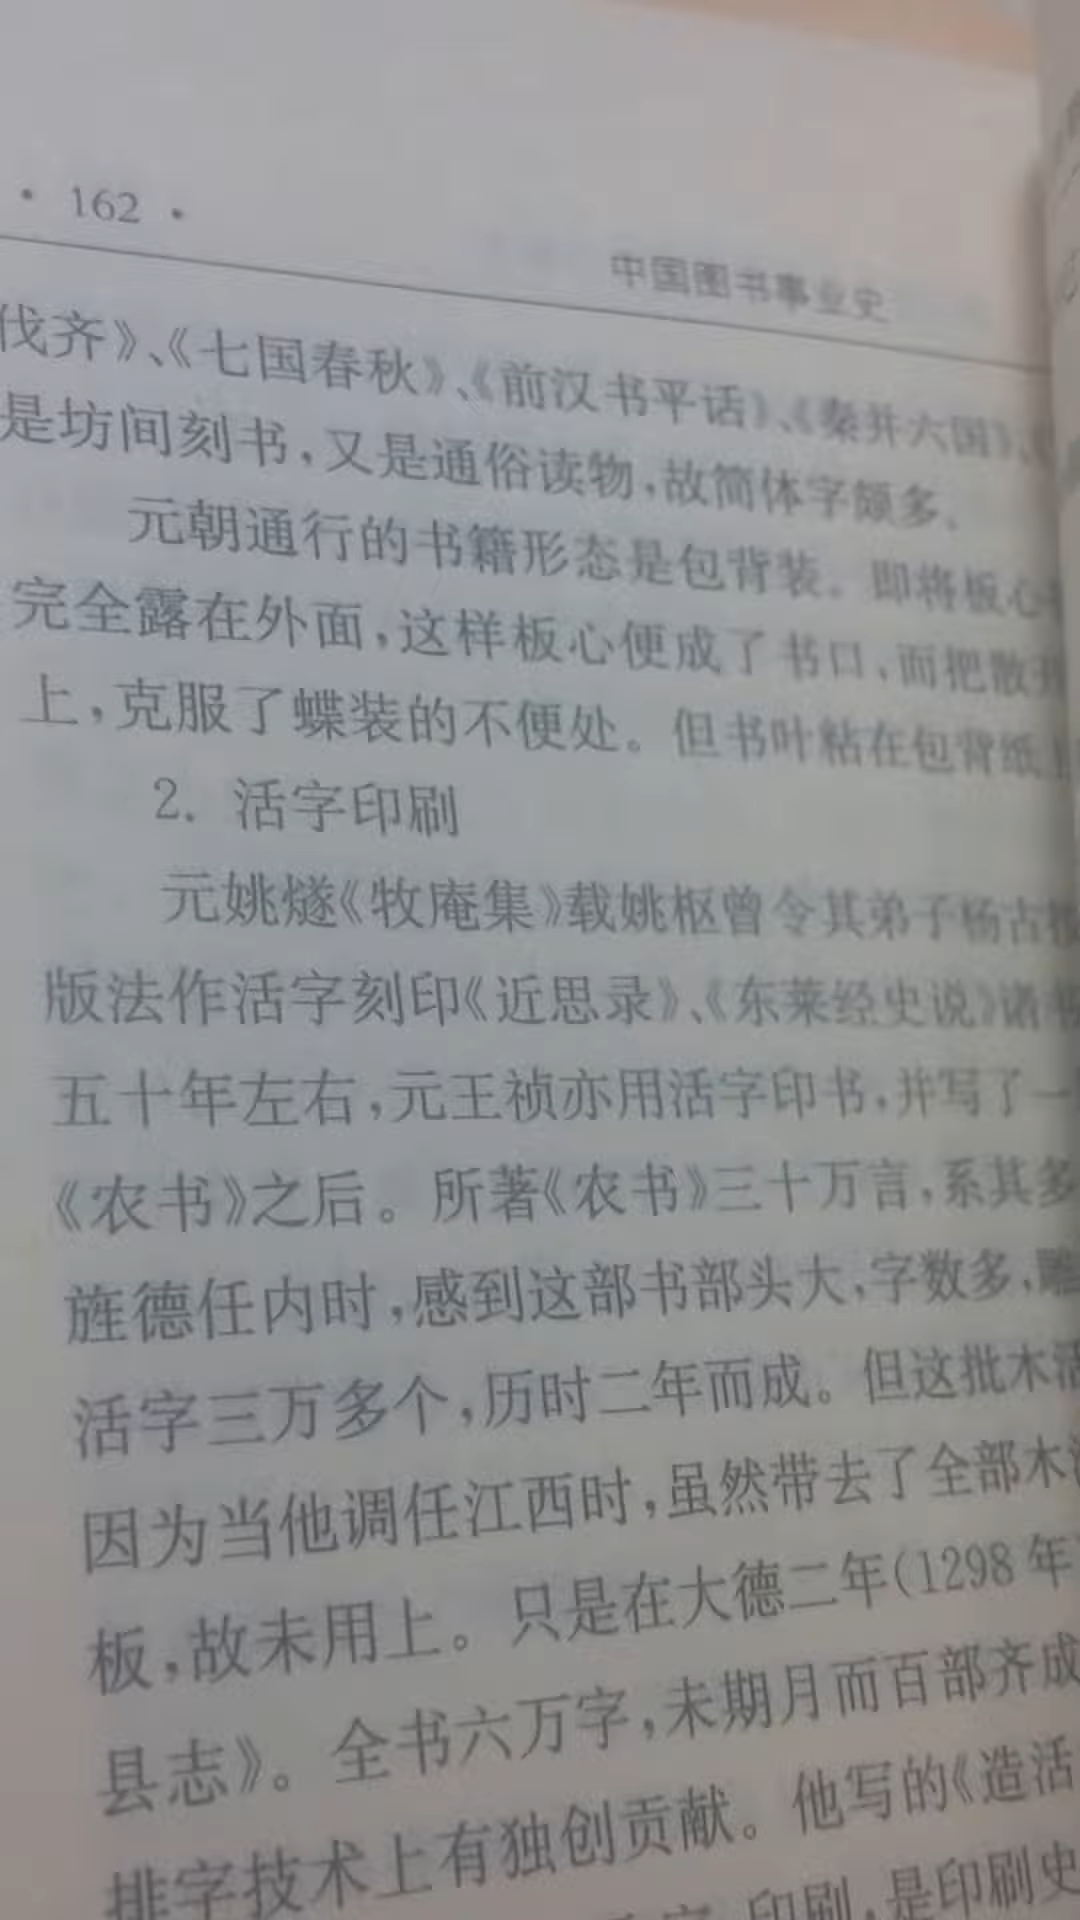 · 162 ·
中国图书事业史
伐齐》、《七国春秋》、《前汉书平话》、《秦并六国》、
是坊间刻书，又是通俗读物，故简体字颇多。
元朝通行的书籍形态是包背装。即将板心
完全露在外面，这样板心便成了书口，而把散开
上，克服了蝶装的不便处。但书叶粘在包背纸上
2. 活字印刷
元姚燧《牧庵集》载姚枢曾令其弟子杨古
版法作活字刻印《近思录》、《东莱经史说》诸书
五十年左右，元王祯亦用活字印书，并写了一
《农书》之后。所著《农书》三十万言，系其多
旌德任内时，感到这部书部头大，字数多，雕
活字三万多个，历时二年而成。但这批木活
因为当他调任江西时，虽然带去了全部木活
板，故未用上。只是在大德二年(1298年
县志》。全书六万字，未期月而百部齐成
排字技术上有独创贡献。他写的《造活
印刷，是印刷史